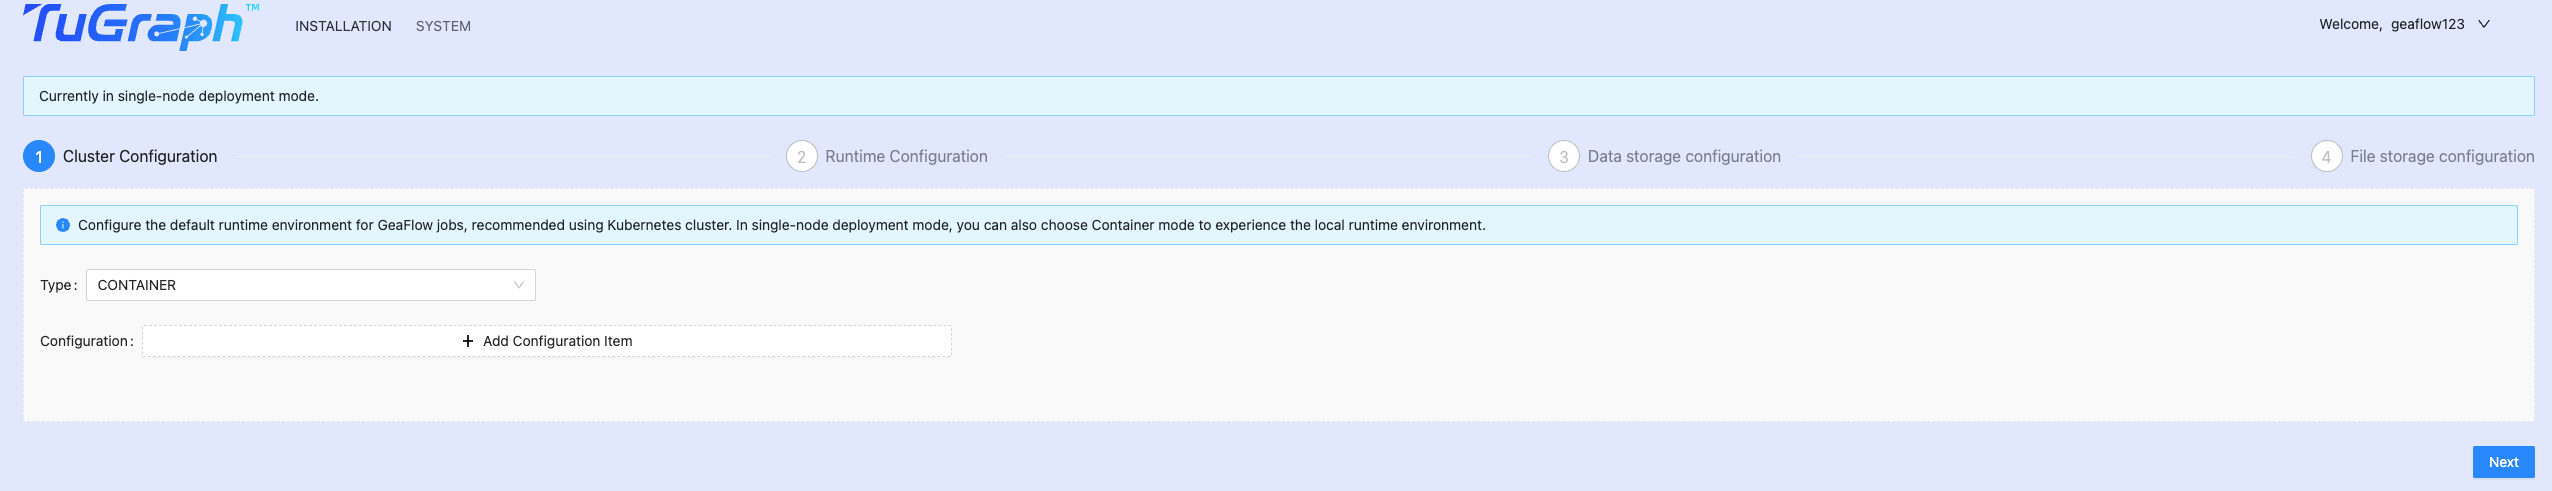 TuGraph™ INSTALLATION SYSTEM Welcome, geaflow123
Currently in single-node deployment mode.
1 Cluster Configuration 2 Runtime Configuration 3 Data storage configuration 4 File storage configuration
Configure the default runtime environment for GeaFlow jobs, recommended using Kubernetes cluster. In single-node deployment mode, you can also choose Container mode to experience the local runtime environment.
Type: CONTAINER
Configuration: + Add Configuration Item
Next